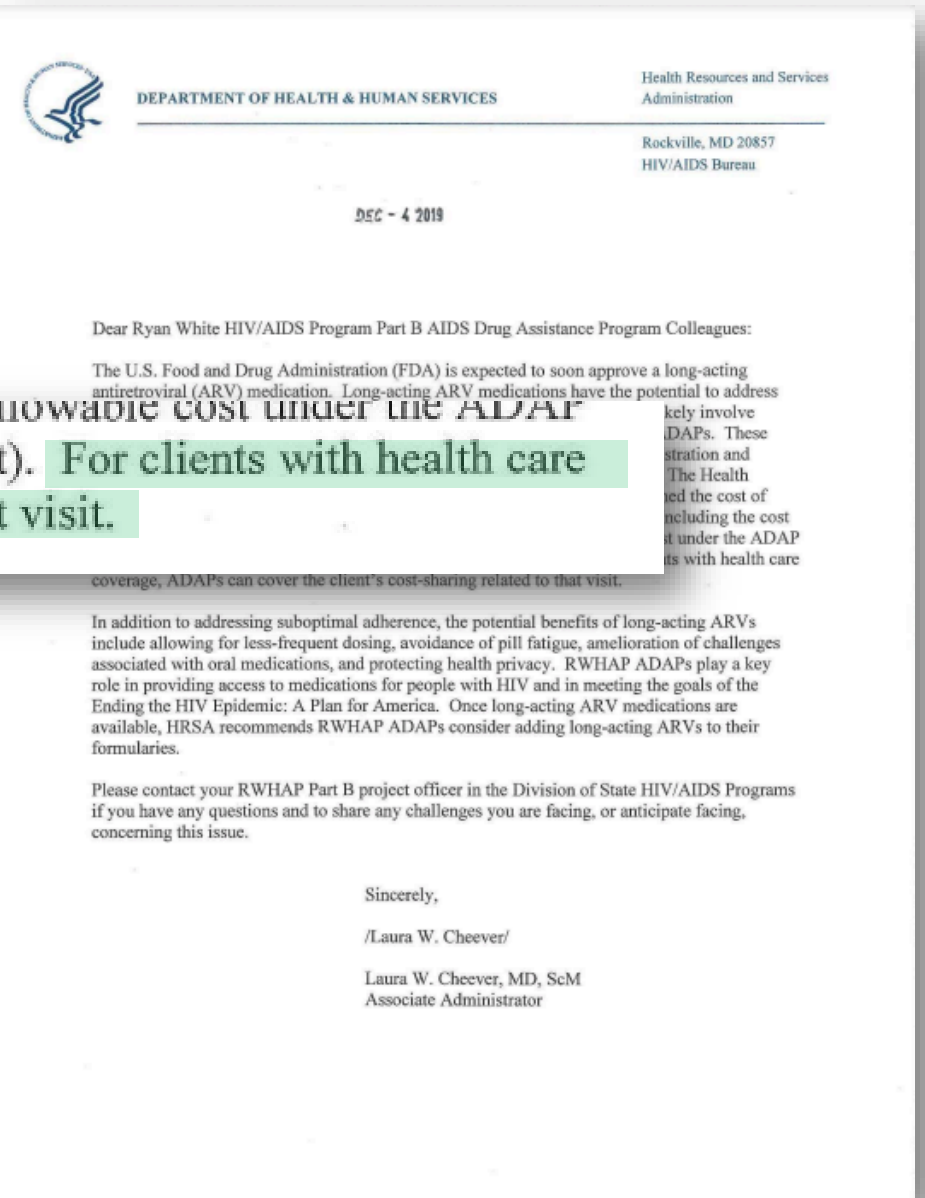 DEPARTMENT OF HEALTH & HUMAN SERVICES
Health Resources and Services
Administration
Rockville, MD 20857
HIV/AIDS Bureau
DEC - 4 2019
Dear Ryan White HIV/AIDS Program Part B AIDS Drug Assistance Program Colleagues:
The U.S. Food and Drug Administration (FDA) is expected to soon approve a long-acting
antiretroviral (ARV) medication. Long-acting ARV medications have the potential to address
llowable cost under the ADAP
t). For clients with health care
t visit.
kely involve
DAPs. These
stration and
The Health
ed the cost of
ncluding the cost
t under the ADAP
ts with health care
coverage, ADAPs can cover the client's cost-sharing related to that visit.
In addition to addressing suboptimal adherence, the potential benefits of long-acting ARVs
include allowing for less-frequent dosing, avoidance of pill fatigue, amelioration of challenges
associated with oral medications, and protecting health privacy. RWHAP ADAPs play a key
role in providing access to medications for people with HIV and in meeting the goals of the
Ending the HIV Epidemic: A Plan for America. Once long-acting ARV medications are
available, HRSA recommends RWHAP ADAPs consider adding long-acting ARVs to their
formularies.
Please contact your RWHAP Part B project officer in the Division of State HIV/AIDS Programs
if you have any questions and to share any challenges you are facing, or anticipate facing,
concerning this issue.
Sincerely,
/Laura W. Cheever/
Laura W. Cheever, MD, ScM
Associate Administrator